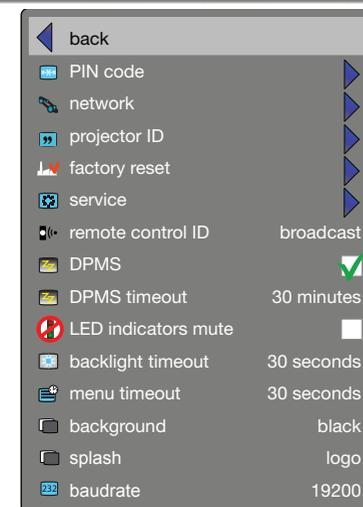 back
PIN code
network
projector ID
factory reset
service
remote control ID broadcast
DPMS
DPMS timeout 30 minutes
LED indicators mute
backlight timeout 30 seconds
menu timeout 30 seconds
background black
splash logo
232 baudrate 19200